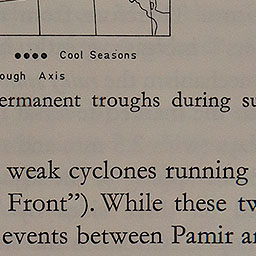 Cool Seasons
ough Axis
ermanent troughs during su
weak cyclones running
Front”). While these tw
events between Pamir a